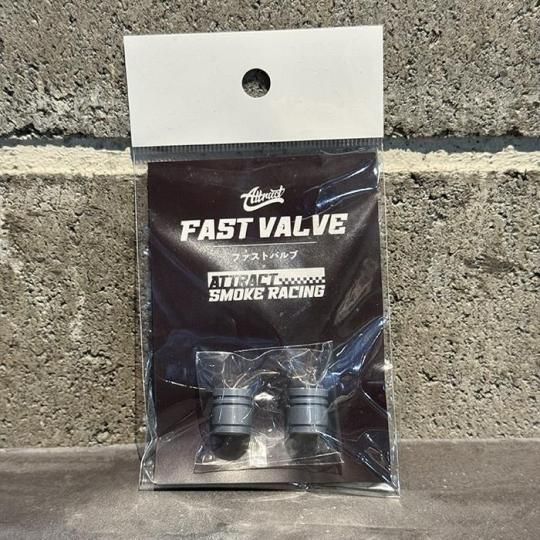 Attract
FAST VALVE
ファストバルブ
ATTRACT
SMOKE RACING